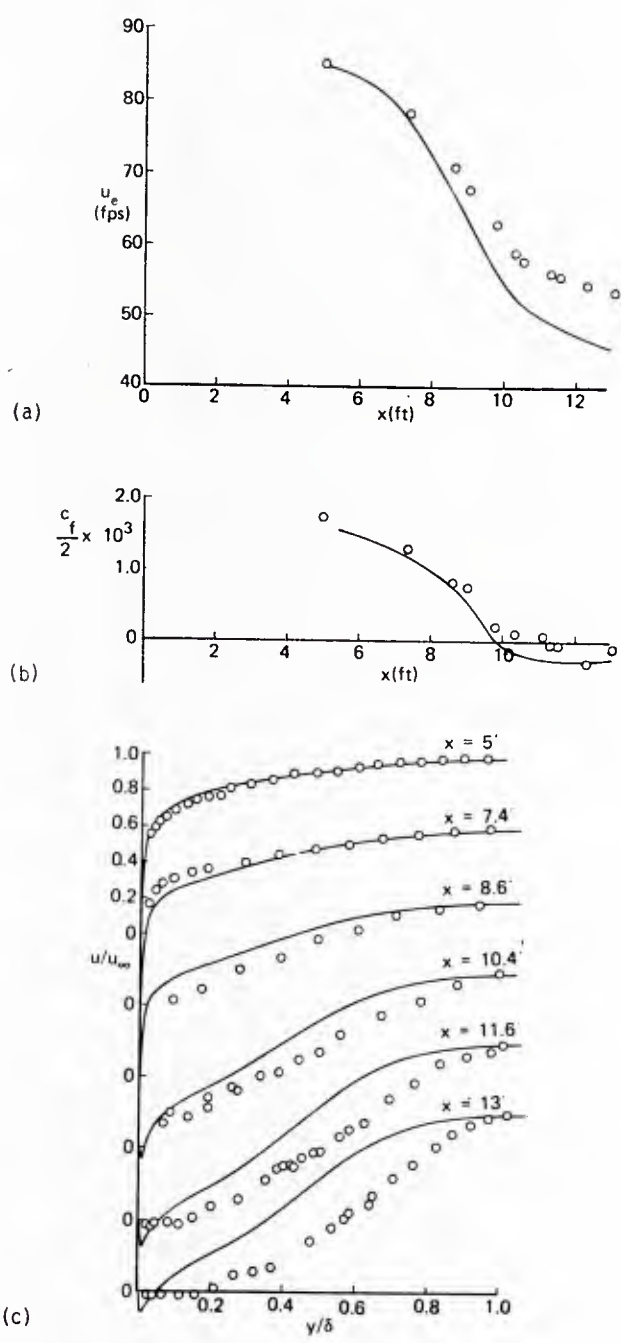 90
80
70
u_e
(fps)
60
50
40
0 2 4 6 8 10 12
x(ft)
(a)
2.0
c_f/2 x 10^3
1.0
0
8 10 12
x(ft)
0 2 4 6
(b)
x = 5'
1.0
0.8
0.6
x = 7.4'
0.4
0.2
x = 8.6'
0
u/u∞
x = 10.4'
0
x = 11.6
0
x = 13'
0
0
0
0.2 0.4 0.6 0.8 1.0
y/δ
(c)